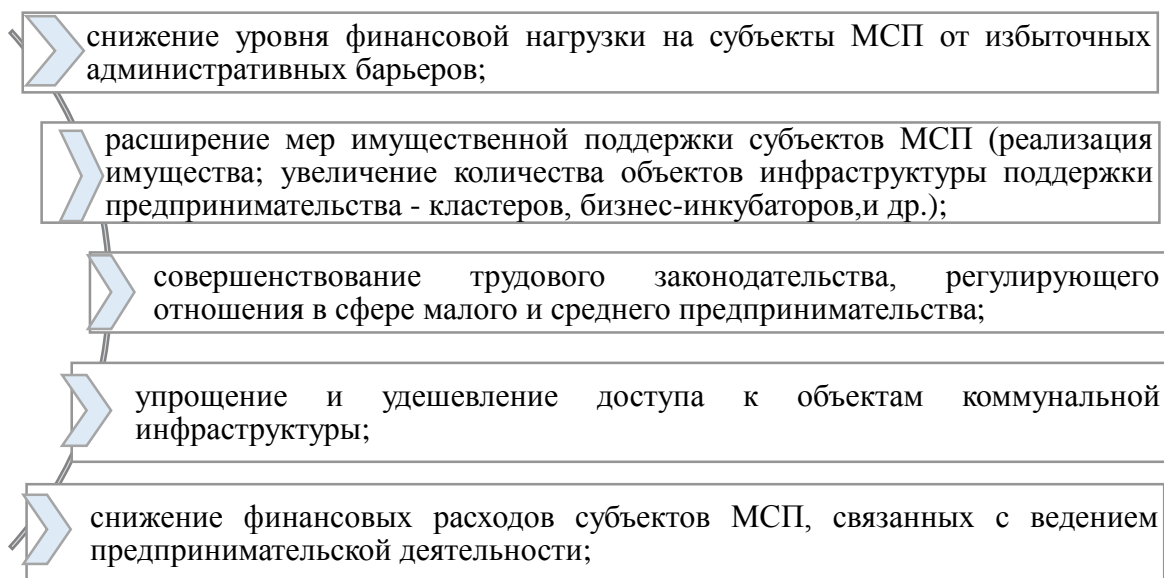 снижение уровня финансовой нагрузки на субъекты МСП от избыточных
административных барьеров;
расширение мер имущественной поддержки субъектов МСП (реализация
имущества; увеличение количества объектов инфраструктуры поддержки
предпринимательства - кластеров, бизнес-инкубаторов,и др.);
совершенствование трудового законодательства, регулирующего
отношения в сфере малого и среднего предпринимательства;
упрощение и удешевление доступа к объектам коммунальной
инфраструктуры;
снижение финансовых расходов субъектов МСП, связанных с ведением
предпринимательской деятельности;